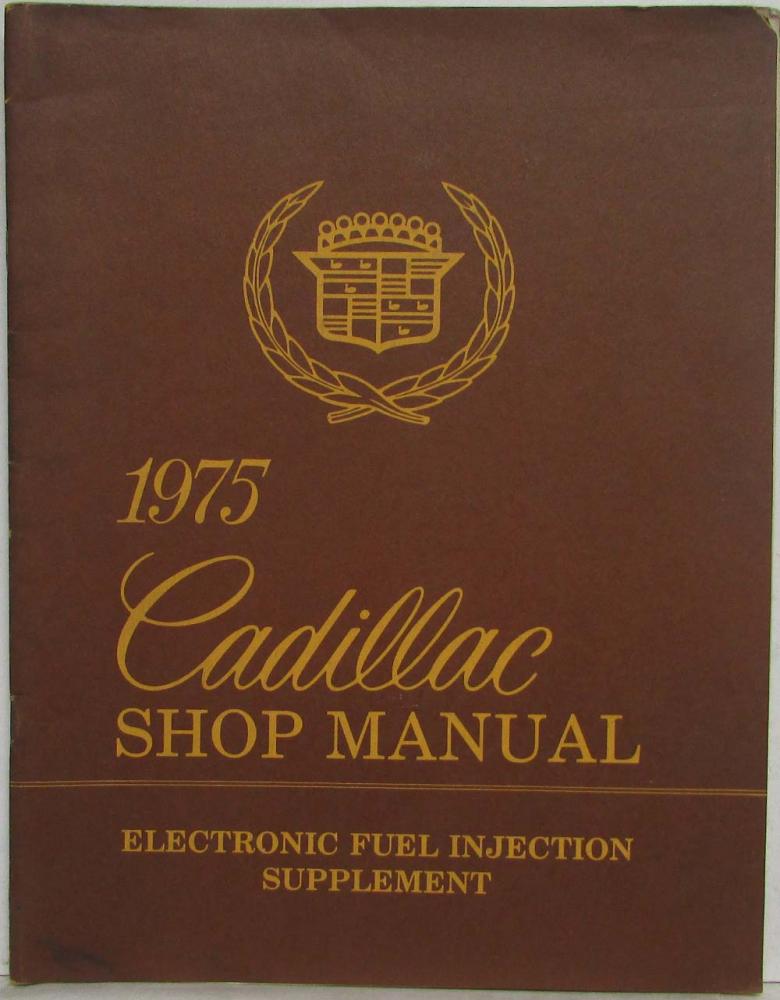 1975
Cadillac
SHOP MANUAL
ELECTRONIC FUEL INJECTION
SUPPLEMENT